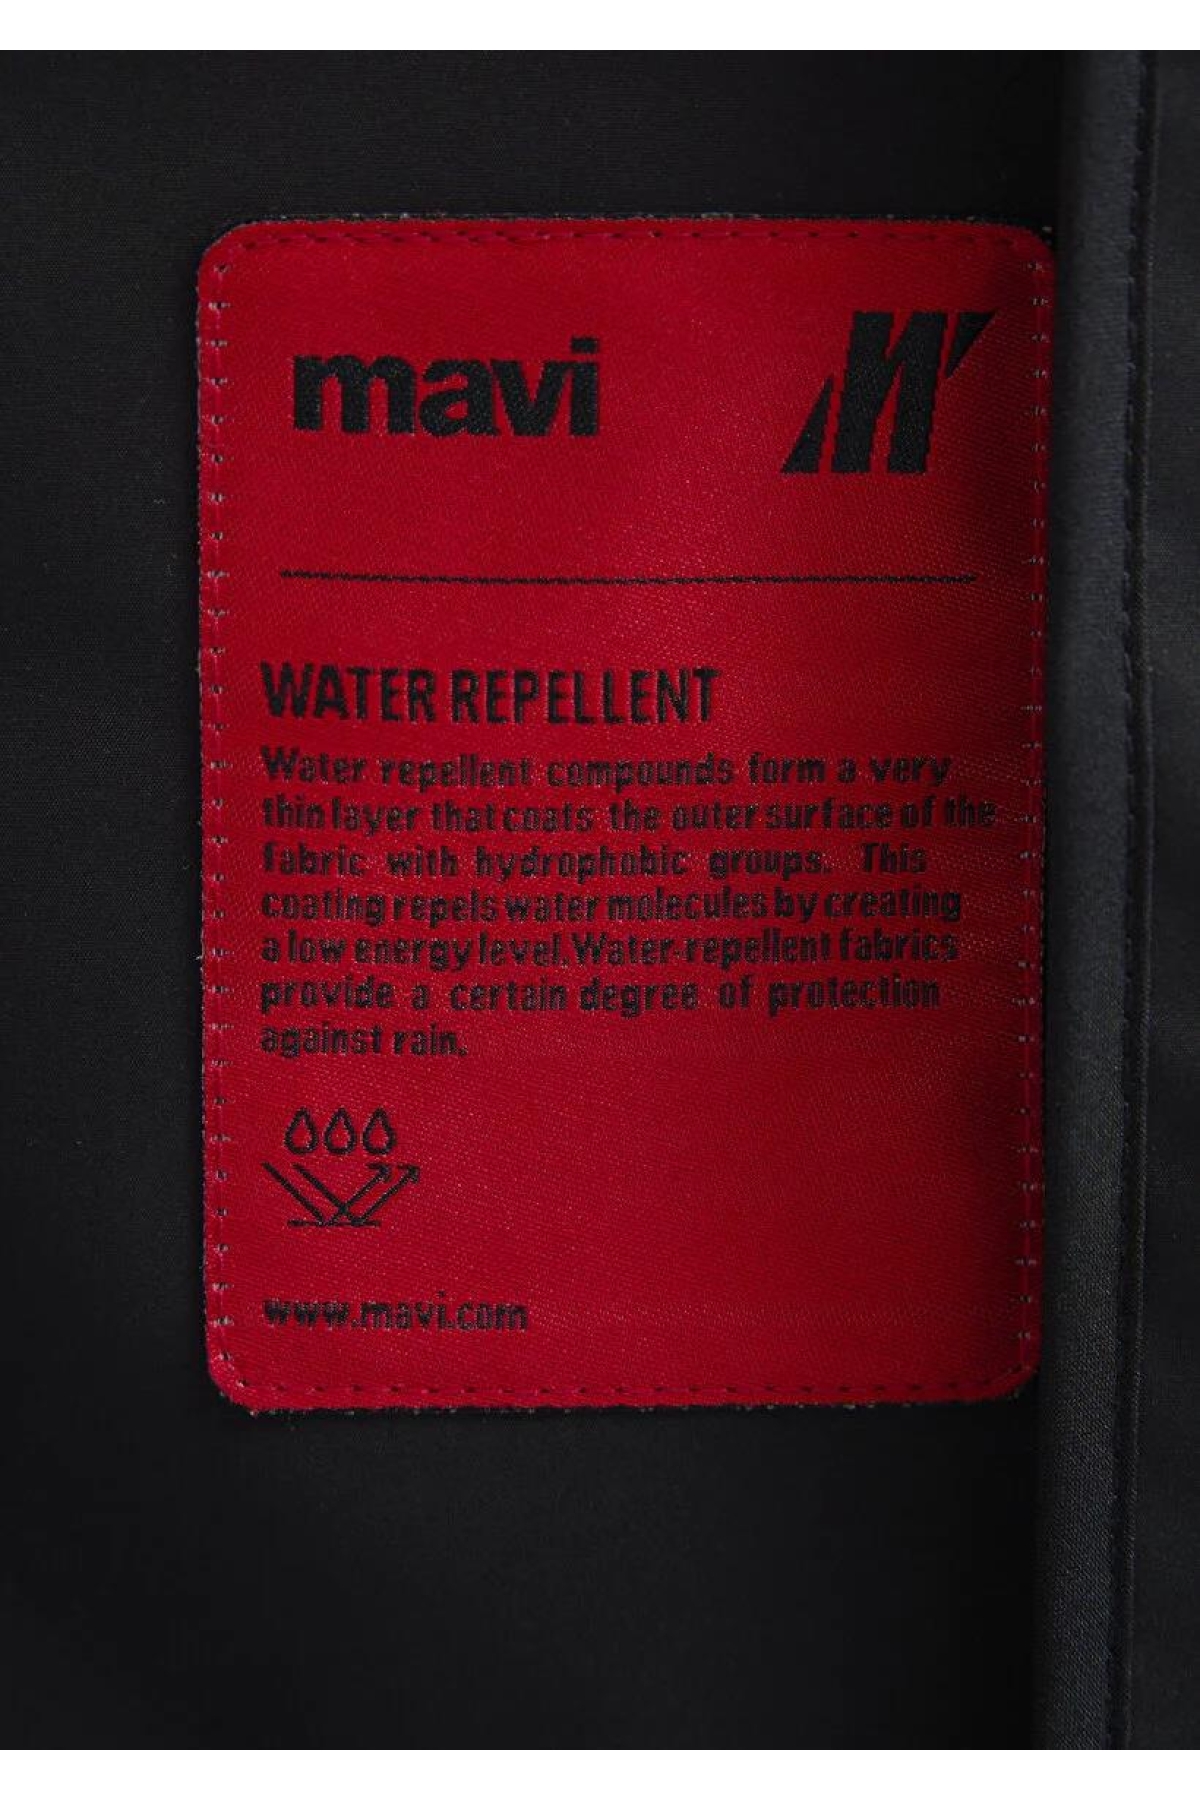 mavi
WATER REPELLENT
Water repellent compounds form a very
thin layer that coats the outer surface of the
fabric with hydrophobic groups. This
coating repels water molecules by creating
a low energy level. Water-repellent fabrics
provide a certain degree of protection
against rain.
www.mavi.com